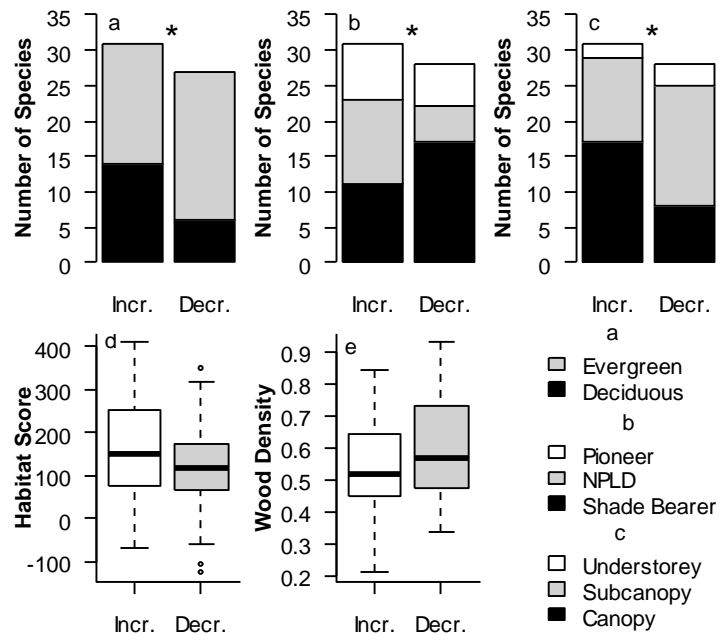 a
*
Number of Species
35
30
25
20
15
10
5
0
Incr. Decr.
b
*
Number of Species
35
30
25
20
15
10
5
0
Incr. Decr.
c
*
Number of Species
35
30
25
20
15
10
5
0
Incr. Decr.
d
Habitat Score
400
300
200
100
0
-100
Incr. Decr.
e
Wood Density
0.9
0.8
0.7
0.6
0.5
0.4
0.3
0.2
Incr. Decr.
a
Evergreen
Deciduous
b
Pioneer
NPLD
Shade Bearer
c
Understorey
Subcanopy
Canopy